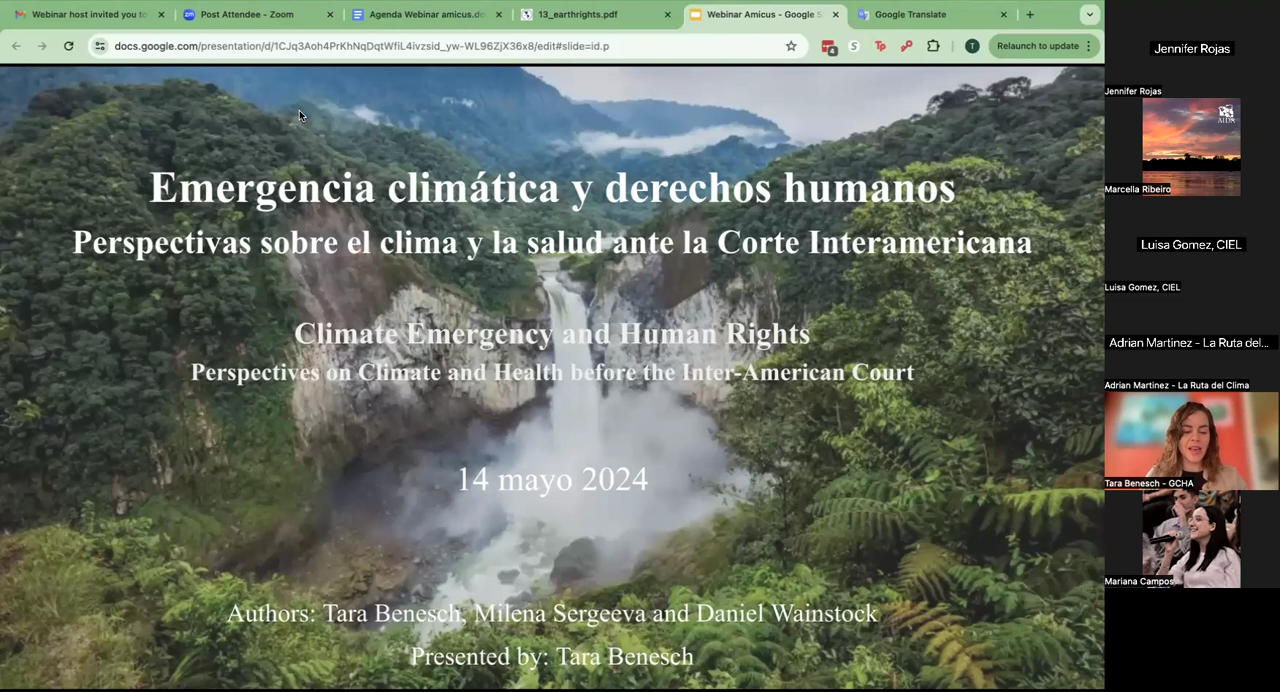 Webinar host invited you to
Post Attendee - Zoom
Agenda Webinar amicus.do
13_earthrights.pdf
Webinar Amicus - Google S
Google Translate
docs.google.com/presentation/d/1CJq3Aoh4PrKhNqDqtWfiL4ivzsid_yw-WL96ZjX36x8/edit#slide=id.p
4
S
Tp
T
Relaunch to update
Emergencia climática y derechos humanos
Perspectivas sobre el clima y la salud ante la Corte Interamericana
Climate Emergency and Human Rights
Perspectives on Climate and Health before the Inter-American Court
14 mayo 2024
Authors: Tara Benesch, Milena Sergeeva and Daniel Wainstock
Presented by: Tara Benesch
Jennifer Rojas
Jennifer Rojas
AIDA
Marcella Ribeiro
Luisa Gomez, CIEL
Luisa Gomez, CIEL
Adrian Martinez - La Ruta del...
Adrian Martinez - La Ruta del Clima
Tara Benesch - GCHA
Mariana Campos